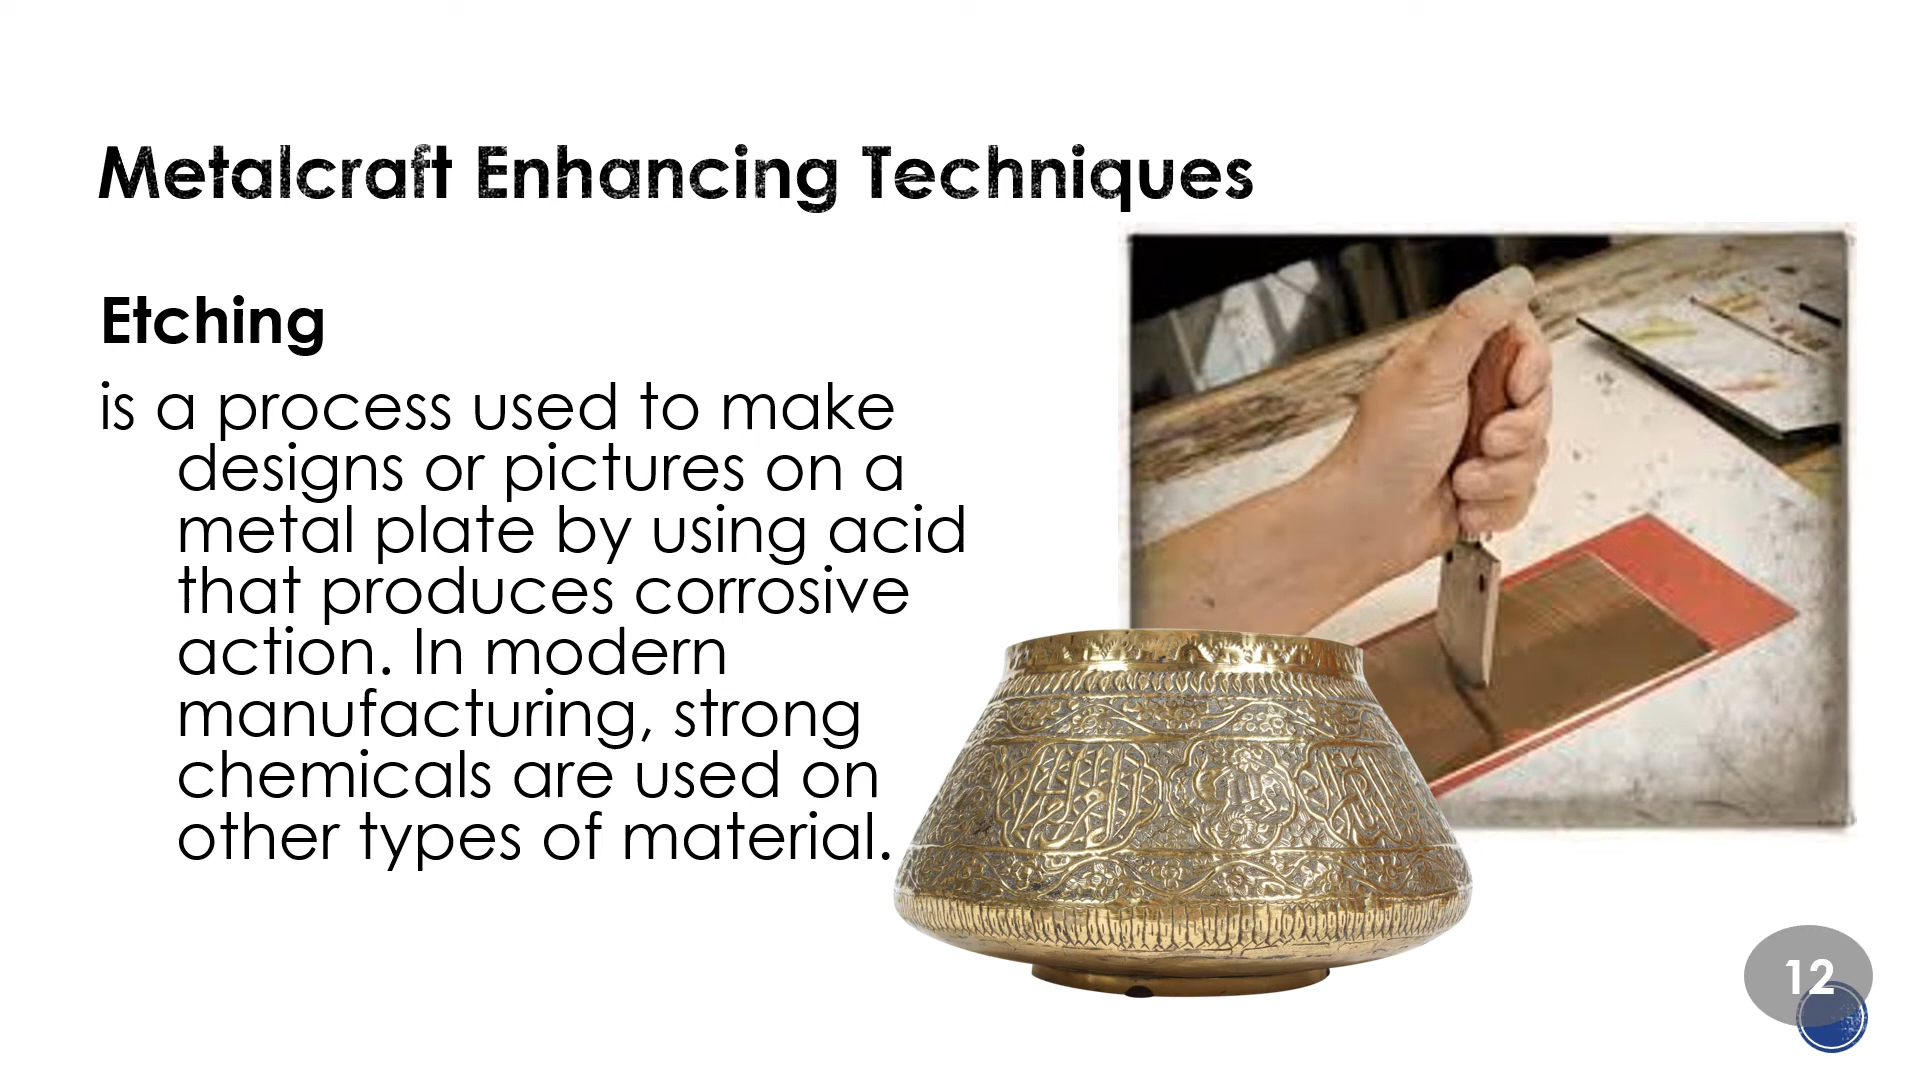 Metalcraft Enhancing Techniques
Etching
is a process used to make
designs or pictures on a
metal plate by using acid
that produces corrosive
action. In modern
manufacturing, strong
chemicals are used on
other types of material.
12